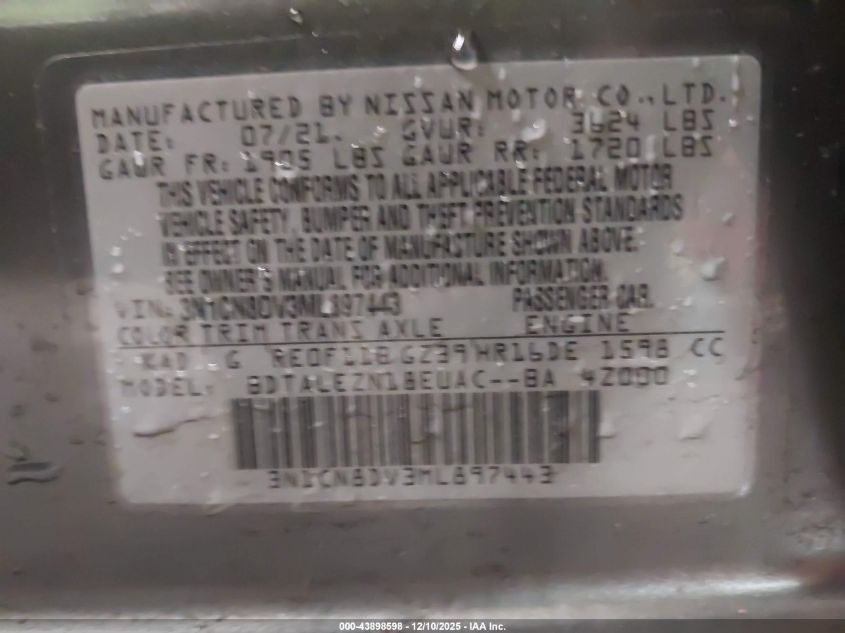 MANUFACTURED BY NISSAN MOTOR CO., LTD.
DATE: 07/21. GVWR: 3624 LBS
GAWR FR: 1905 LBS GAWR RR: 1720 LBS
THIS VEHICLE CONFORMS TO ALL APPLICABLE FEDERAL MOTOR
VEHICLE SAFETY, BUMPER AND THEFT PREVENTION STANDARDS
IN EFFECT ON THE DATE OF MANUFACTURE SHOWN ABOVE.
SEE OWNER'S MANUAL FOR ADDITIONAL INFORMATION.
VIN: 3N1CN8DV3ML897443 PASSENGER CAR.
COLOR TRIM TRANS AXLE ENGINE
KAD G RE0F11B GZ39 HR16DE 1598 CC
MODEL: BDTALEZN18EUAC--BA 4Z000
3N1CN8DV3ML897443
000-43898598 - 12/10/2025 - IAA Inc.